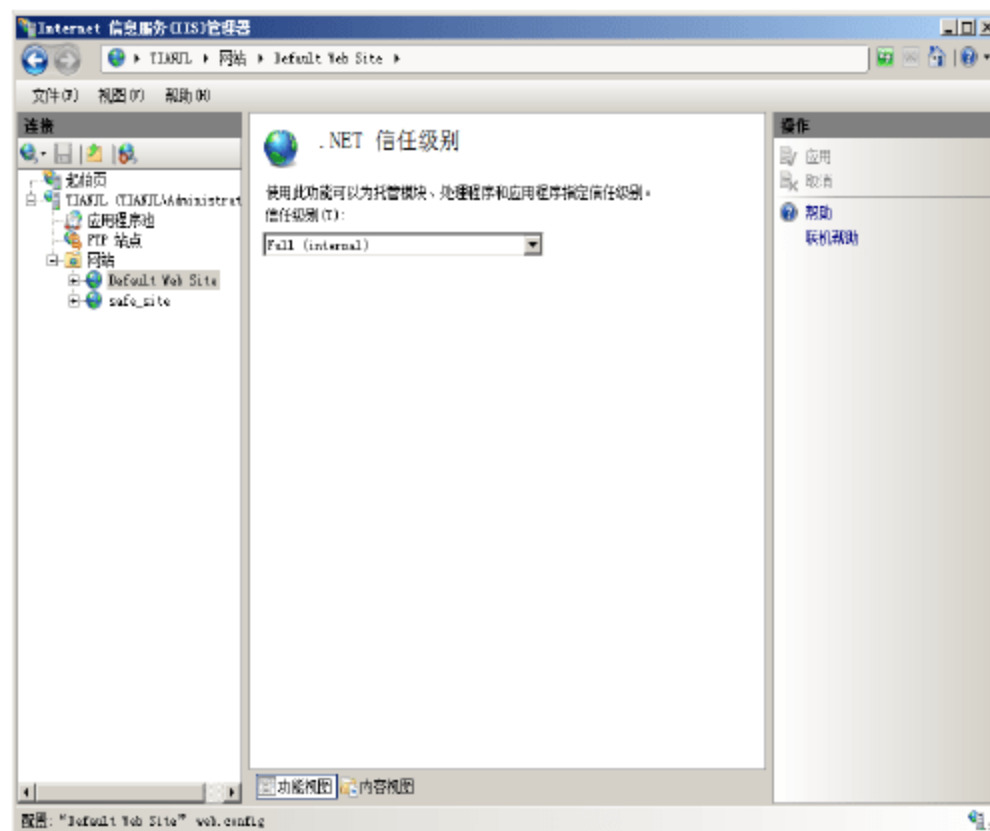 Internet 信息服务(IIS)管理器
网站 Default Web Site
文件(F) 视图(V) 帮助(H)
连接
起始页
应用程序池
FTP 站点
网站
Default Web Site
safe_site
.NET 信任级别
使用此功能可以为托管模块、处理程序和应用程序指定信任级别。
信任级别(T):
Full (internal)
功能视图 内容视图
操作
应用
取消
帮助
联机帮助
配置: "Default Web Site" web.config